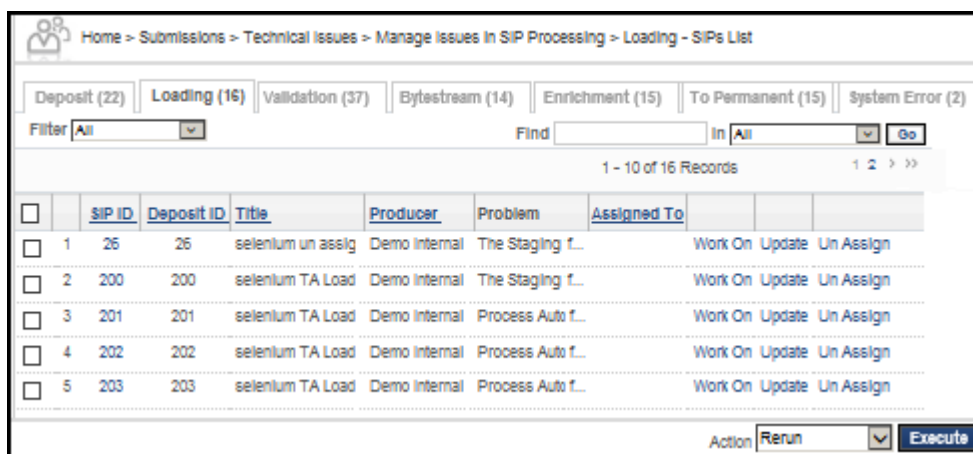 Home > Submissions > Technical Issues > Manage Issues in SIP Processing > Loading - SIPs List
Deposit (22) Loading (16) Validation (37) Bytestream (14) Enrichment (15) To Permanent (15) System Error (2)
Filter All Find In All Go
1 - 10 of 16 Records 1 2 > >>
SIP ID Deposit ID Title Producer Problem Assigned To
1 26 26 selenium un assig Demo Internal The Staging f... Work On Update Un Assign
2 200 200 selenium TA Load Demo Internal The Staging f... Work On Update Un Assign
3 201 201 selenium TA Load Demo Internal Process Auto f... Work On Update Un Assign
4 202 202 selenium TA Load Demo Internal Process Auto f... Work On Update Un Assign
5 203 203 selenium TA Load Demo Internal Process Auto f... Work On Update Un Assign
Action Rerun Execute